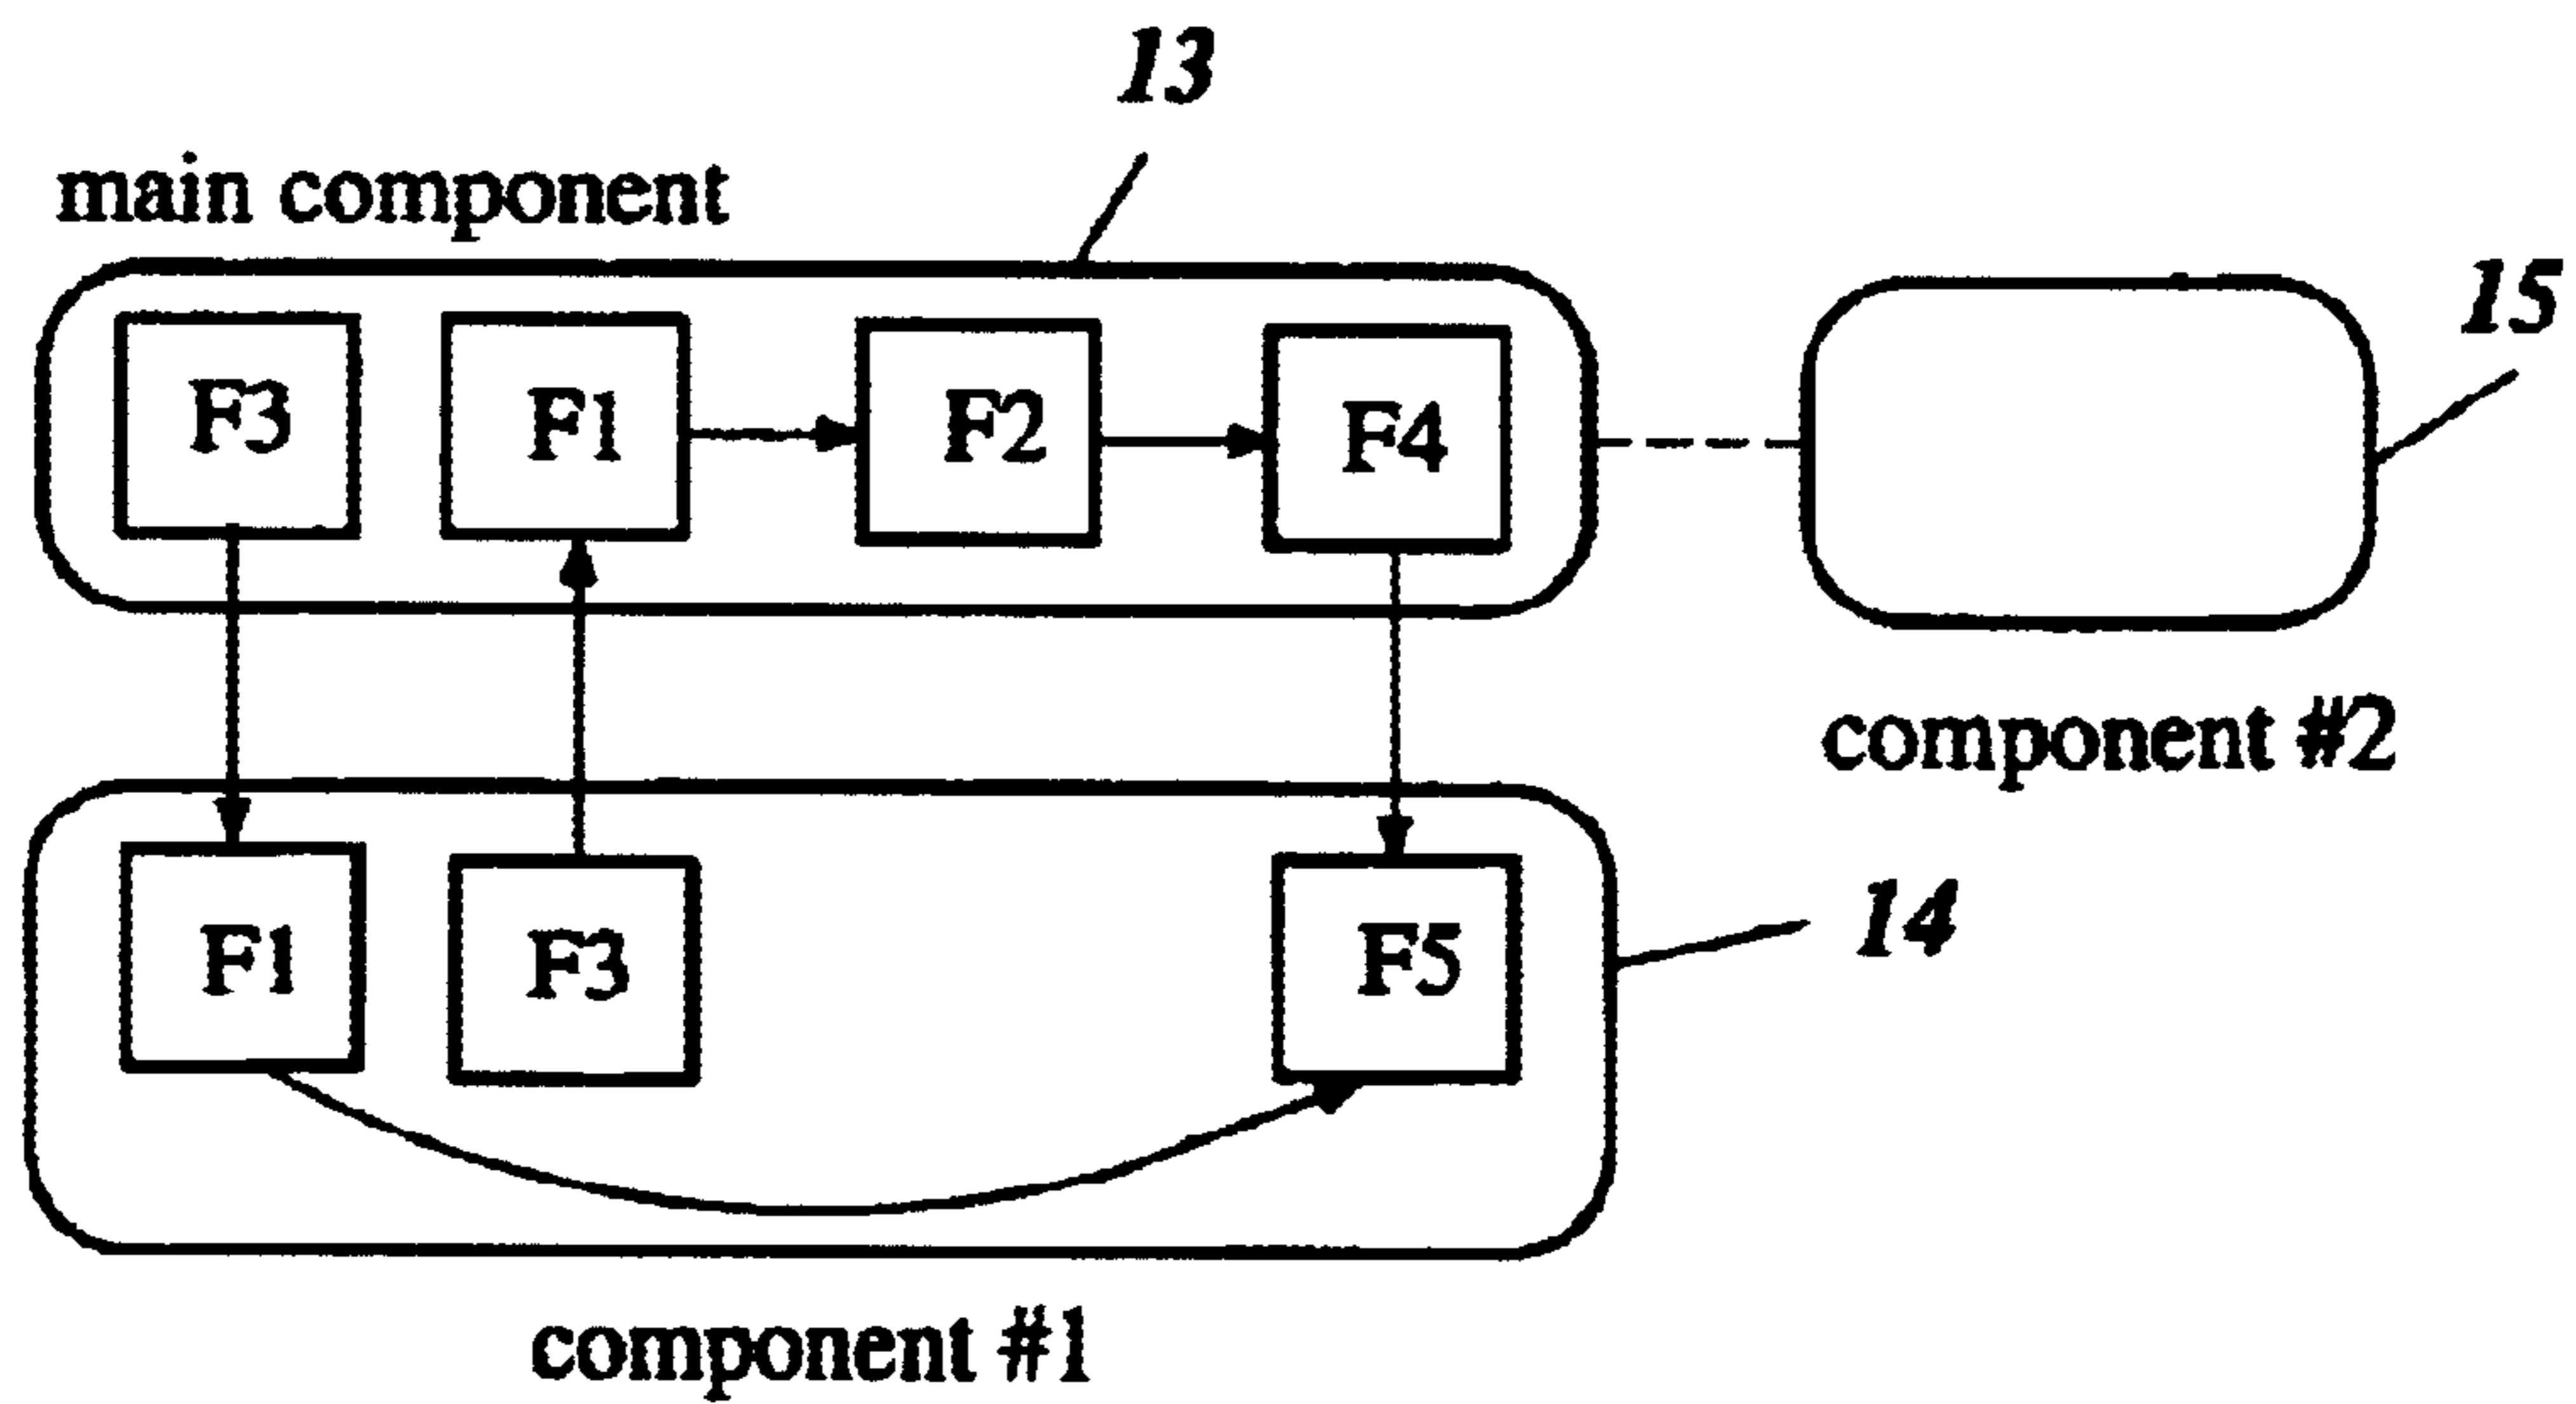 13
main component
15
F3 F1 F2 F4
component #2
14
F1 F3 F5
component #1